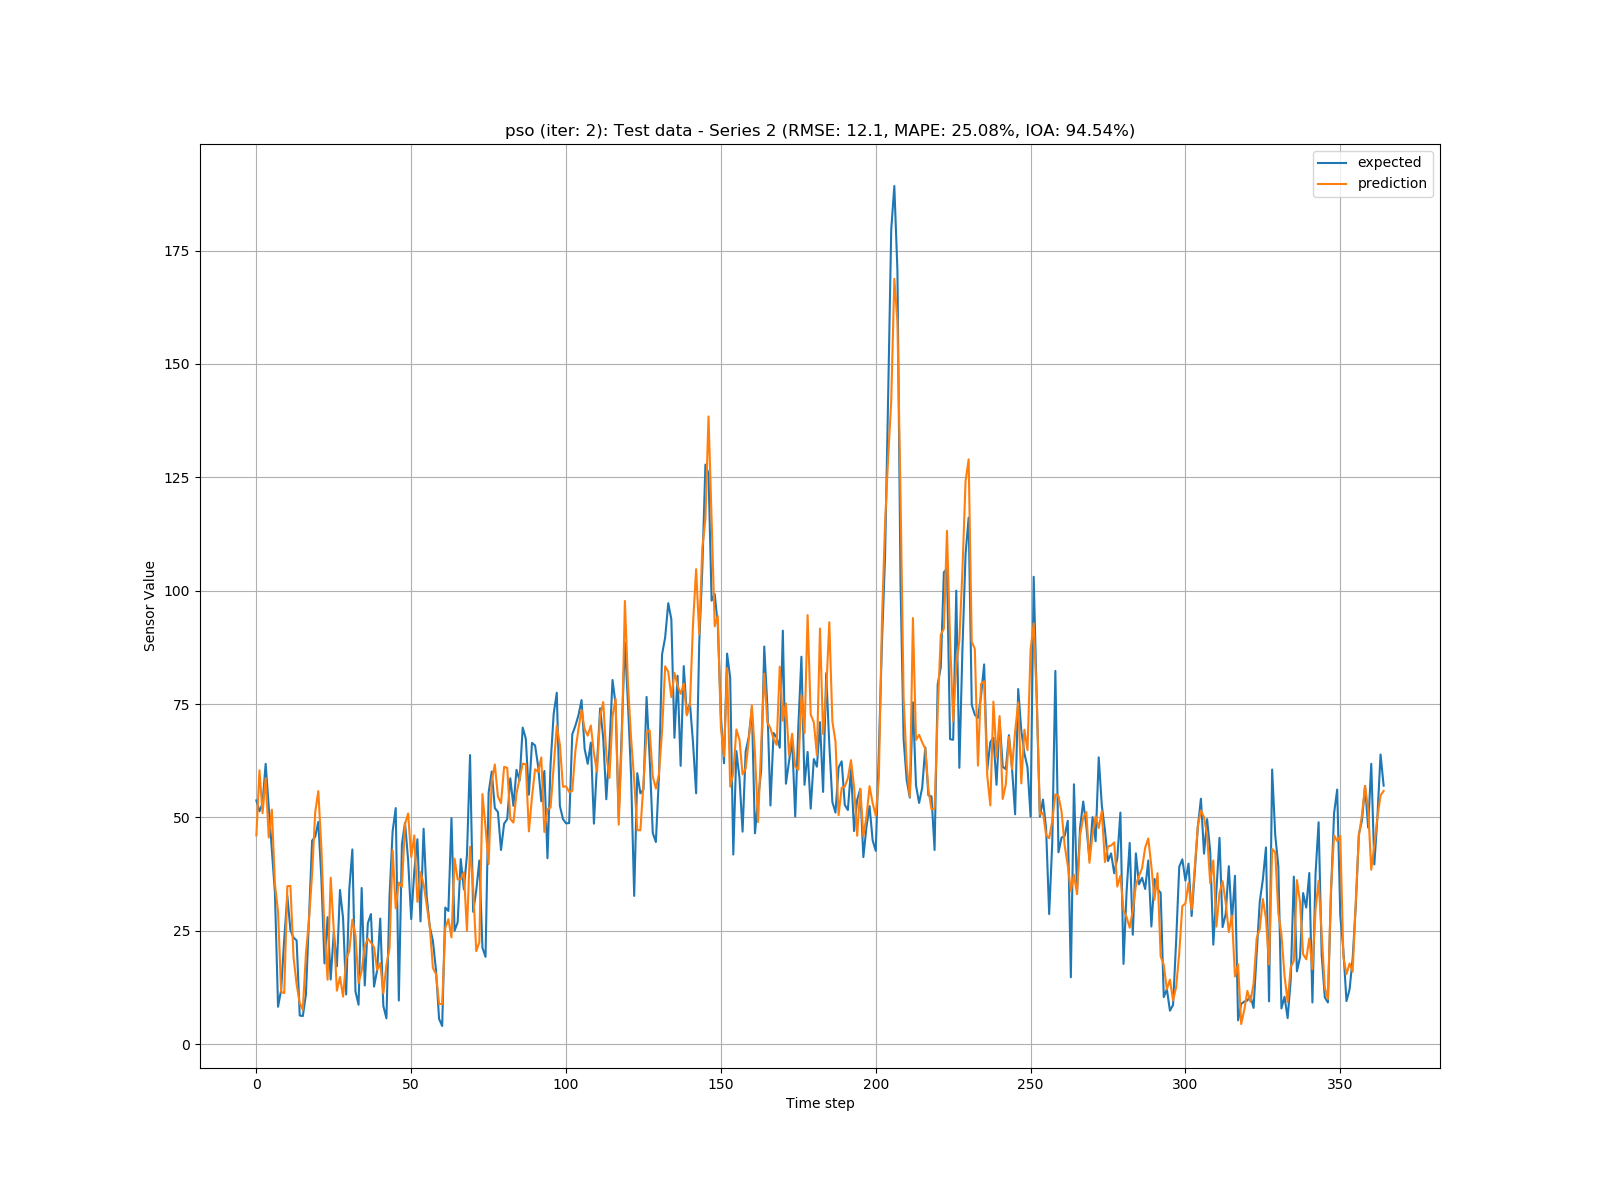 pso (iter: 2): Test data - Series 2 (RMSE: 12.1, MAPE: 25.08%, IOA: 94.54%)
expected
prediction
175
150
125
100
75
50
25
0
Sensor Value
0 50 100 150 200 250 300 350
Time step